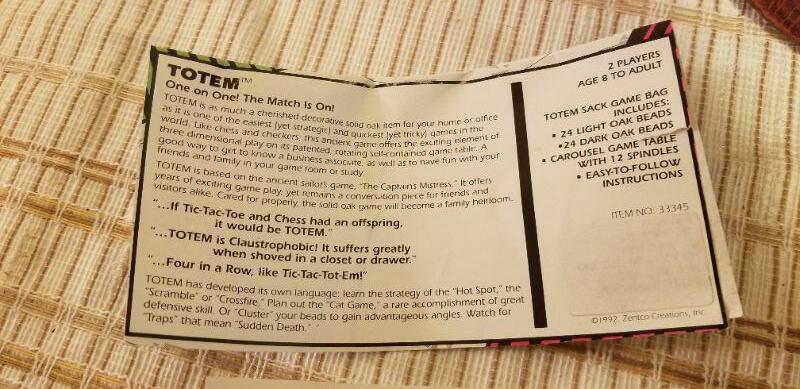 TOTEM™
One on One! The Match Is On!
TOTEM is as much a cherished decorative solid oak item for your home or office
as it is one of the easiest (yet strategic) and quickest (yet tricky) games in the
world. Like chess and checkers, this ancient game offers the exciting element of
three dimensional play on its patented, rotating self-contained game table. A
good way to get to know a business associate, as well as to have fun with your
friends and family in your game room or study.
TOTEM is based on the ancient sailor's game, "The Captain's Mistress." It offers
years of exciting game play, yet remains a conversation piece for friends and
visitors alike. Cared for properly, the solid oak game will become a family heirloom.
"...If Tic-Tac-Toe and Chess had an offspring,
it would be TOTEM."
"...TOTEM is Claustrophobic! It suffers greatly
when shoved in a closet or drawer."
"...Four in a Row, like Tic-Tac-Tot-Em!"
TOTEM has developed its own language: learn the strategy of the "Hot Spot," the
"Scramble" or "Crossfire," Plan out the "Cat Game," a rare accomplishment of great
defensive skill. Or "Cluster" your beads to gain advantageous angles. Watch for
"Traps" that mean "Sudden Death."
2 PLAYERS
AGE 8 TO ADULT
TOTEM SACK GAME BAG
INCLUDES:
• 24 LIGHT OAK BEADS
• 24 DARK OAK BEADS
• CAROUSEL GAME TABLE
WITH 12 SPINDLES
• EASY-TO-FOLLOW
INSTRUCTIONS
ITEM NO: 33345
©1992, Zentco Creations, Inc.